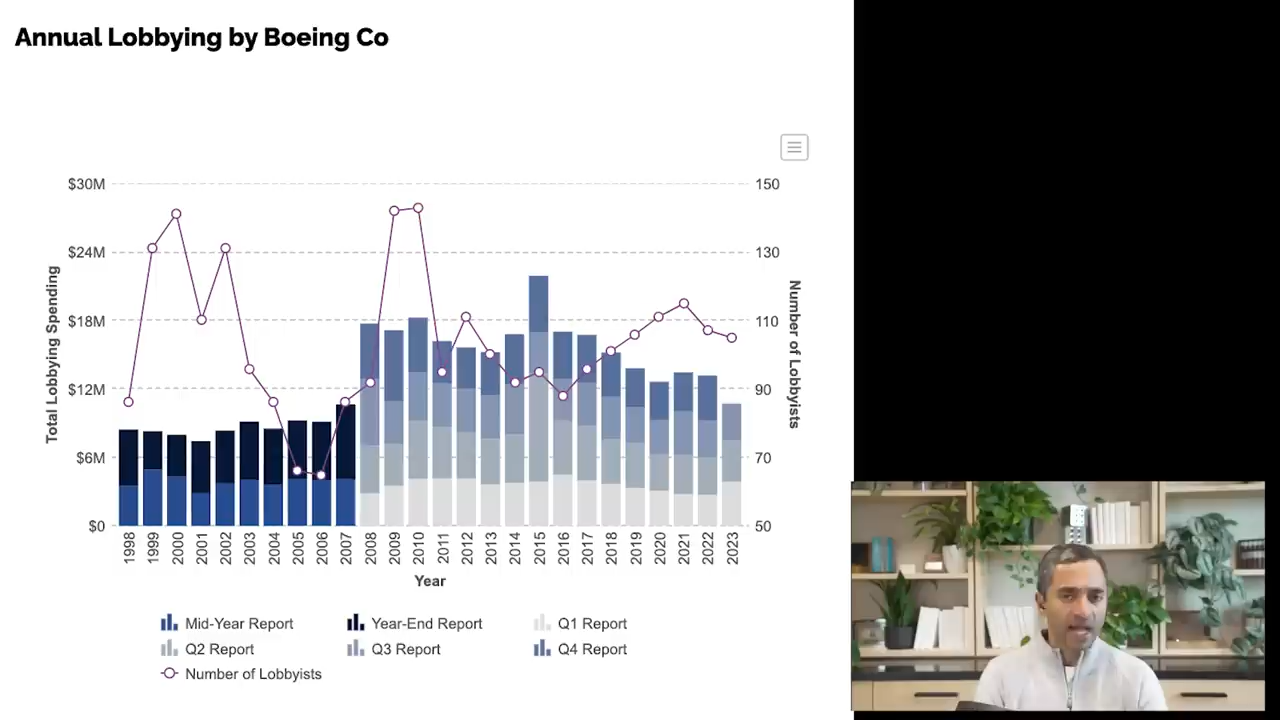 Annual Lobbying by Boeing Co
$30M
$24M
$18M
$12M
$6M
$0
Total Lobbying Spending
150
130
110
90
70
50
Number of Lobbyists
1998 1999 2000 2001 2002 2003 2004 2005 2006 2007 2008 2009 2010 2011 2012 2013 2014 2015 2016 2017 2018 2019 2020 2021 2022 2023
Year
Mid-Year Report Year-End Report Q1 Report
Q2 Report Q3 Report Q4 Report
Number of Lobbyists